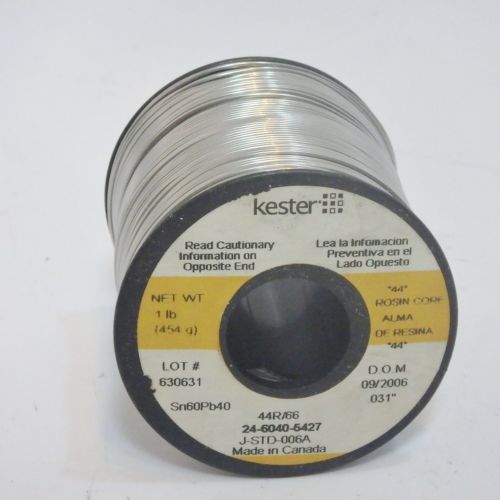 kester
Read Cautionary
Information on
Opposite End
Lea la Infomacion
Preventiva en el
Lado Opuesto
NET WT
1 lb
(454 g)
"44"
ROSIN CORE
ALMA
DE RESINA
"44"
LOT #
630631
Sn60Pb40
D.O.M
09/2006
031"
44R/66
24-6040-5427
J-STD-006A
Made in Canada